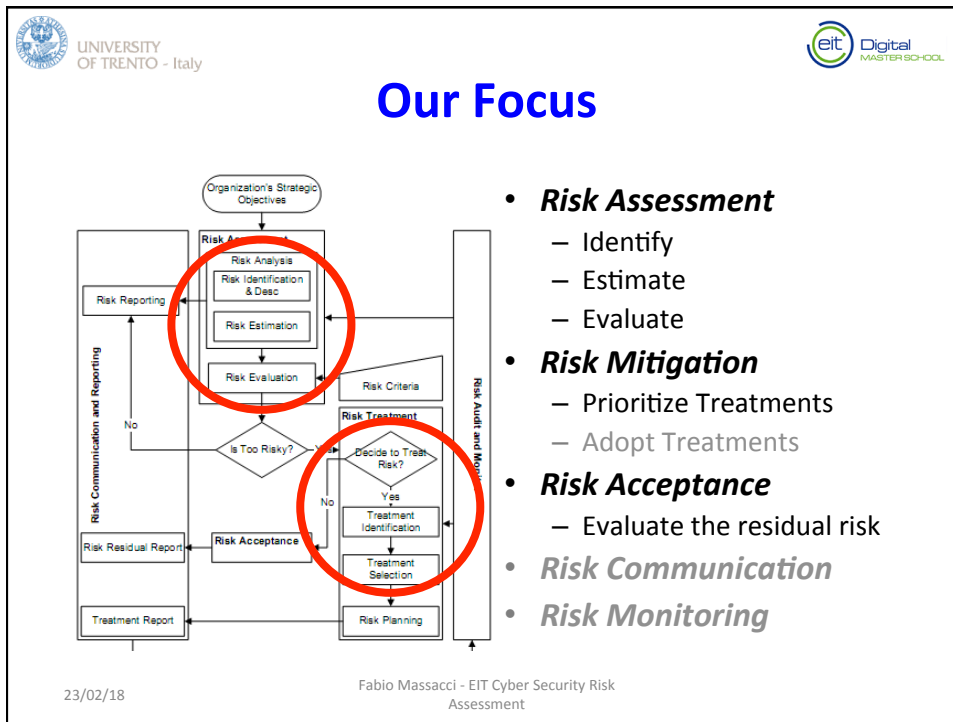 UNIVERSITY
OF TRENTO - Italy
eit Digital
MASTER SCHOOL
Our Focus
Organization's Strategic
Objectives
Risk Analysis
Risk Identification
& Desc
Risk Reporting
Risk Estimation
Risk Evaluation
Risk Criteria
Risk Communication and Reporting
Risk Audit and
No
Risk Treatment
Is Too Risky?
Decide to Treat
Risk?
No
Yes
Treatment
Identification
Risk Residual Report
Risk Acceptance
Treatment
Selection
Treatment Report
Risk Planning
• Risk Assessment
– Identify
– Estimate
– Evaluate
• Risk Mitigation
– Prioritize Treatments
– Adopt Treatments
• Risk Acceptance
– Evaluate the residual risk
• Risk Communication
• Risk Monitoring
23/02/18
Fabio Massacci - EIT Cyber Security Risk
Assessment